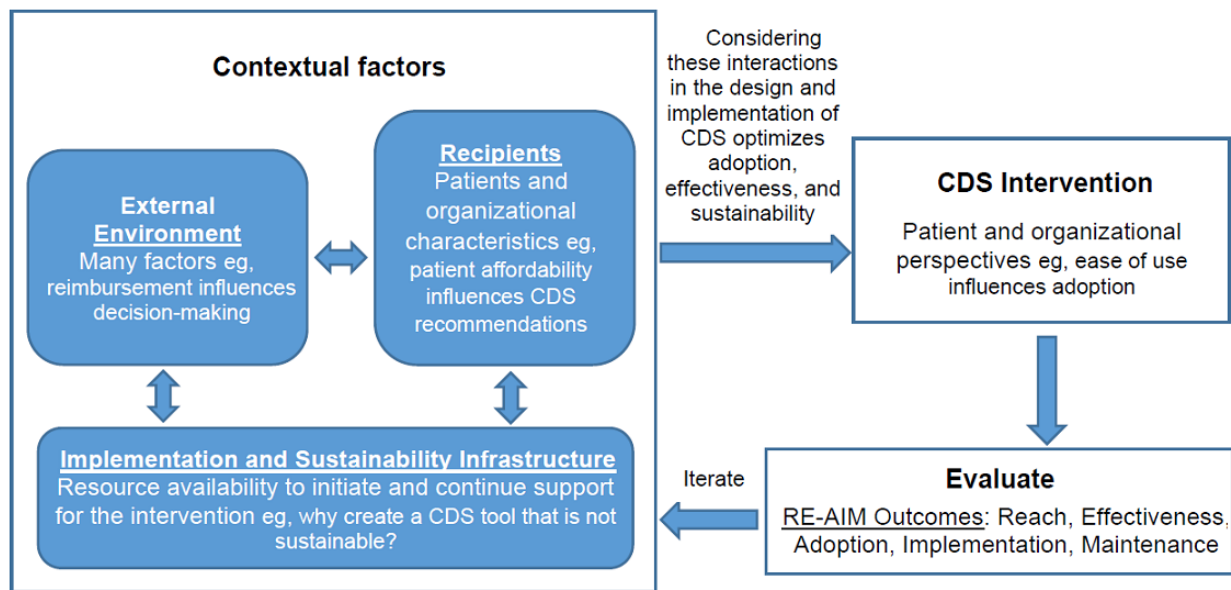 Contextual factors
External
Environment
Many factors eg,
reimbursement influences
decision-making
Recipients
Patients and
organizational
characteristics eg,
patient affordability
influences CDS
recommendations
Implementation and Sustainability Infrastructure
Resource availability to initiate and continue support
for the intervention eg, why create a CDS tool that is not
sustainable?
Considering
these interactions
in the design and
implementation of
CDS optimizes
adoption,
effectiveness, and
sustainability
CDS Intervention
Patient and organizational
perspectives eg, ease of use
influences adoption
Evaluate
RE-AIM Outcomes: Reach, Effectiveness,
Adoption, Implementation, Maintenance
Iterate